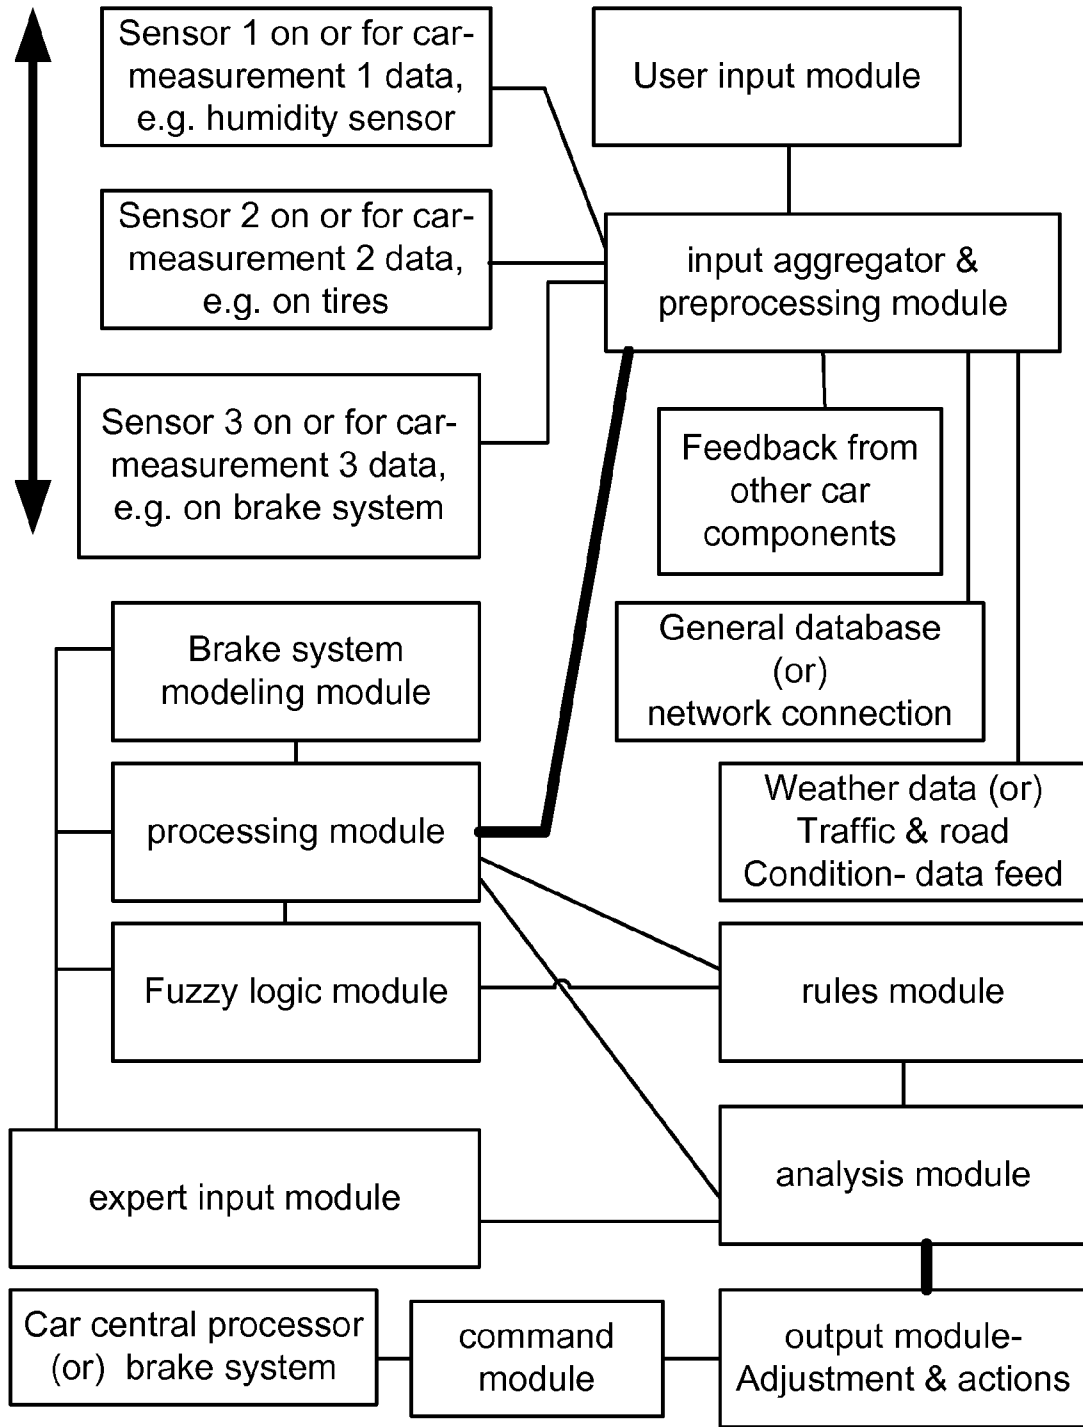 Sensor 1 on or for car-
measurement 1 data,
e.g. humidity sensor
User input module
Sensor 2 on or for car-
measurement 2 data,
e.g. on tires
input aggregator &
preprocessing module
Sensor 3 on or for car-
measurement 3 data,
e.g. on brake system
Feedback from
other car
components
Brake system
modeling module
General database
(or)
network connection
processing module
Weather data (or)
Traffic & road
Condition- data feed
Fuzzy logic module
rules module
expert input module
analysis module
Car central processor
(or) brake system
command
module
output module-
Adjustment & actions